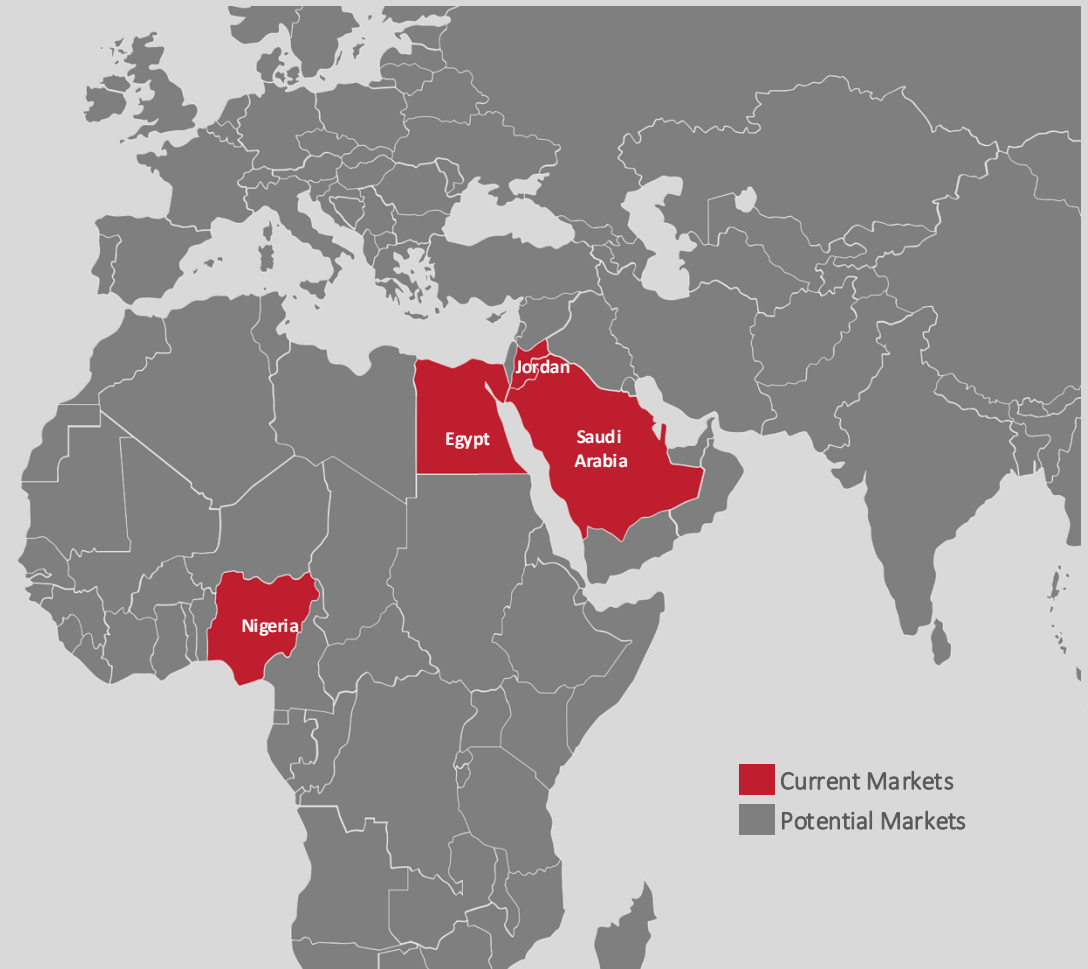 Jordan
Egypt
Saudi
Arabia
Nigeria
Current Markets
Potential Markets